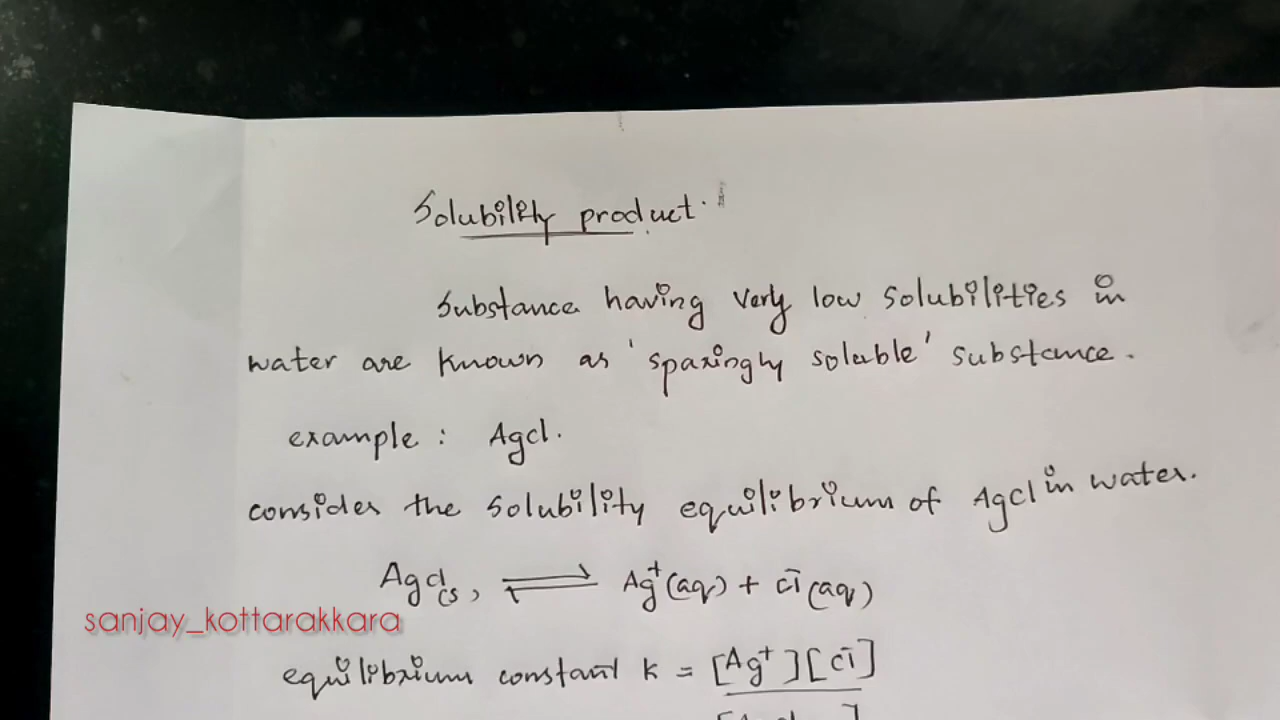 Solubility product.
Substance having very low solubilities in
water are known as 'sparingly soluble' substance.
example : Agcl.
consider the solubility equilibrium of Agcl in water.
Agcl(s) ⇌ Ag⁺(aq) + cl⁻(aq)
sanjay_kottarakkara
equilibrium constant K = [Ag⁺][cl⁻]